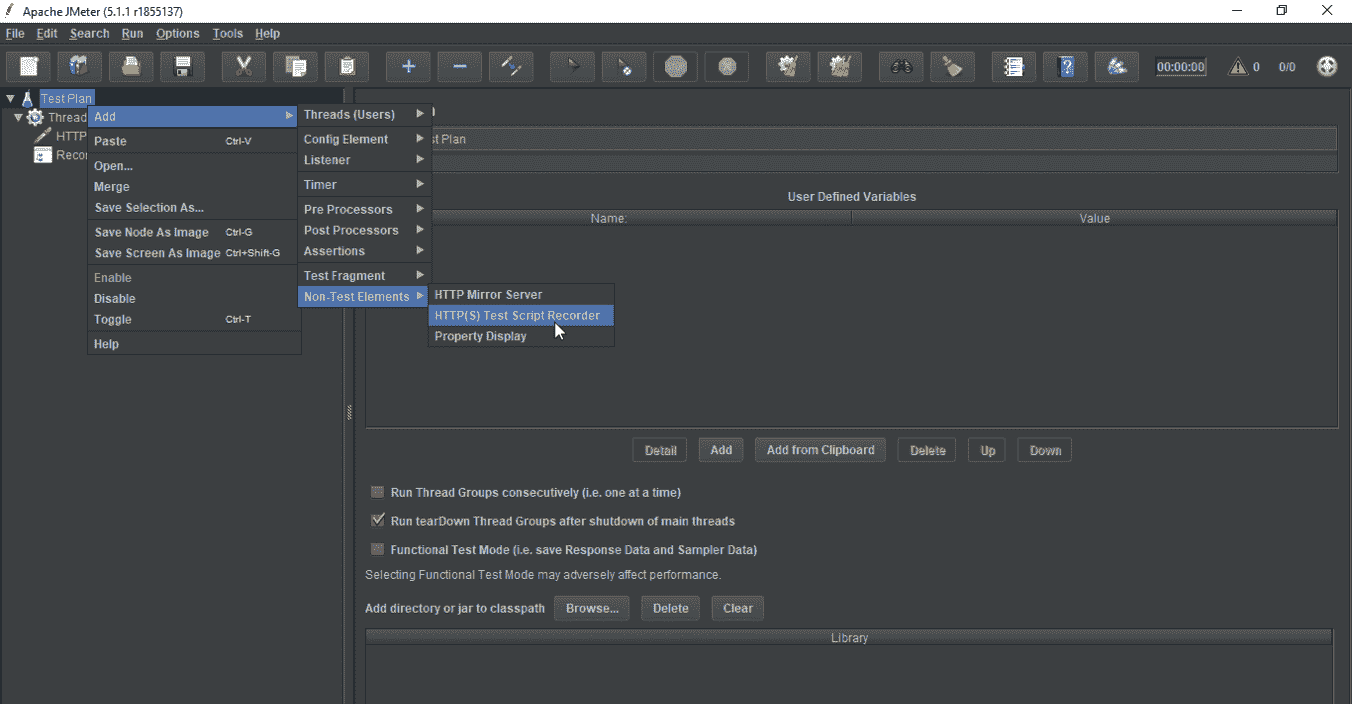 Apache JMeter (5.1.1 r1855137)
File Edit Search Run Options Tools Help
00:00:00 0 0/0
Test Plan
Thread
HTTP
Recor
Add
Paste Ctrl-V
Open...
Merge
Save Selection As...
Save Node As Image Ctrl-G
Save Screen As Image Ctrl+Shift-G
Enable
Disable
Toggle Ctrl-T
Help
Threads (Users)
Config Element
Listener
Timer
Pre Processors
Post Processors
Assertions
Test Fragment
Non-Test Elements
HTTP Mirror Server
HTTP(S) Test Script Recorder
Property Display
st Plan
User Defined Variables
Name: Value
Detail Add Add from Clipboard Delete Up Down
Run Thread Groups consecutively (i.e. one at a time)
Run tearDown Thread Groups after shutdown of main threads
Functional Test Mode (i.e. save Response Data and Sampler Data)
Selecting Functional Test Mode may adversely affect performance.
Add directory or jar to classpath Browse... Delete Clear
Library